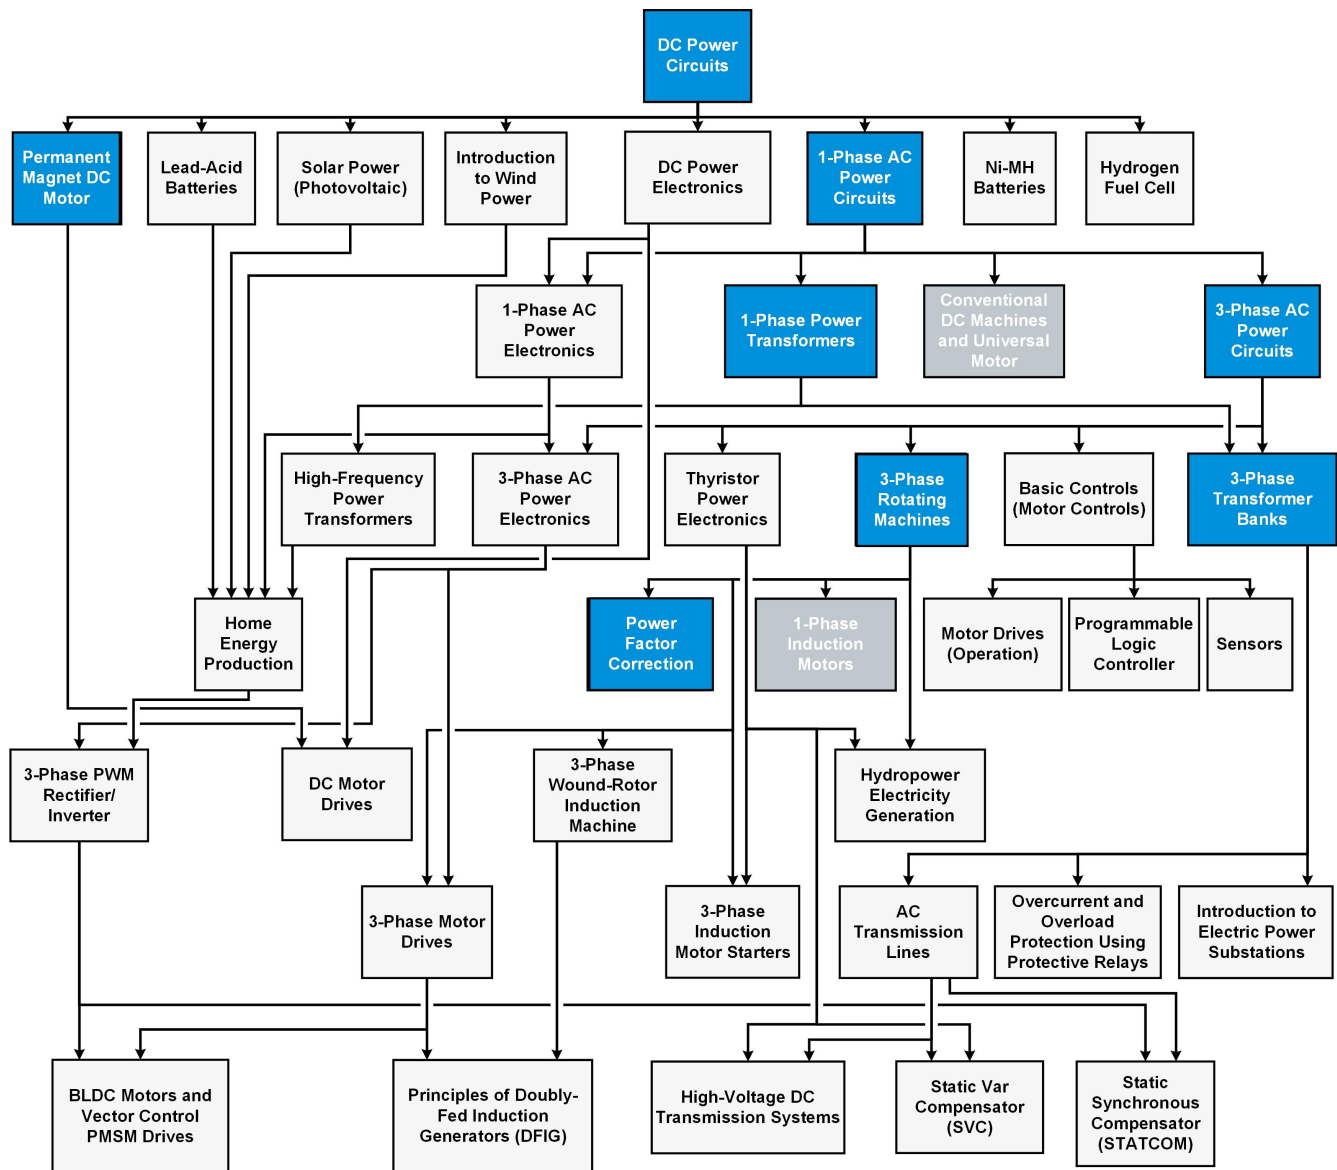 DC Power
Circuits
Permanent
Magnet DC
Motor
Lead-Acid
Batteries
Solar Power
(Photovoltaic)
Introduction
to Wind
Power
DC Power
Electronics
1-Phase AC
Power
Circuits
Ni-MH
Batteries
Hydrogen
Fuel Cell
1-Phase AC
Power
Electronics
1-Phase Power
Transformers
Conventional
DC Machines
and Universal
Motor
3-Phase AC
Power
Circuits
High-Frequency
Power
Transformers
3-Phase AC
Power
Electronics
Thyristor
Power
Electronics
3-Phase
Rotating
Machines
Basic Controls
(Motor Controls)
3-Phase
Transformer
Banks
Home
Energy
Production
Power
Factor
Correction
1-Phase
Induction
Motors
Motor Drives
(Operation)
Programmable
Logic
Controller
Sensors
3-Phase PWM
Rectifier/
Inverter
DC Motor
Drives
3-Phase
Wound-Rotor
Induction
Machine
Hydropower
Electricity
Generation
3-Phase Motor
Drives
3-Phase
Induction
Motor Starters
AC
Transmission
Lines
Overcurrent and
Overload
Protection Using
Protective Relays
Introduction to
Electric Power
Substations
BLDC Motors and
Vector Control
PMSM Drives
Principles of Doubly-
Fed Induction
Generators (DFIG)
High-Voltage DC
Transmission Systems
Static Var
Compensator
(SVC)
Static
Synchronous
Compensator
(STATCOM)